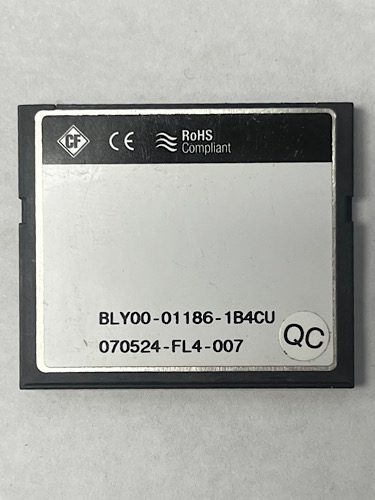 CF CE RoHS
Compliant
BLY00-01186-1B4CU
070524-FL4-007
QC